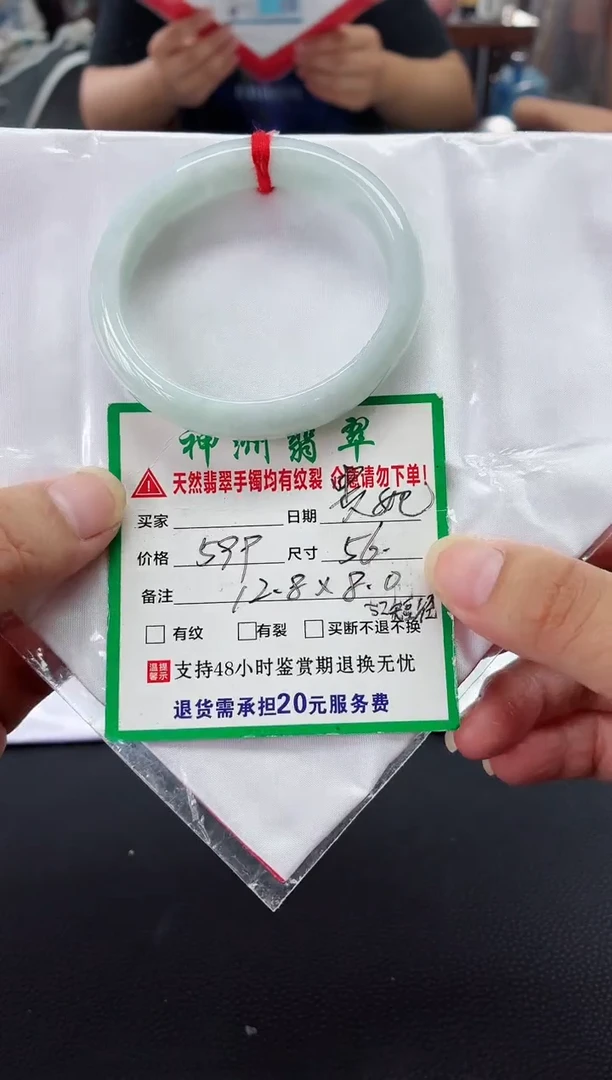 神洲翡翠
天然翡翠手镯均有纹裂 介意请勿下单!
买家 日期
价格 599 尺寸 56.
备注 12.8×8.0
有纹 有裂 买断不退不换
温馨提示 支持48小时鉴赏期退换无忧
退货需承担20元服务费